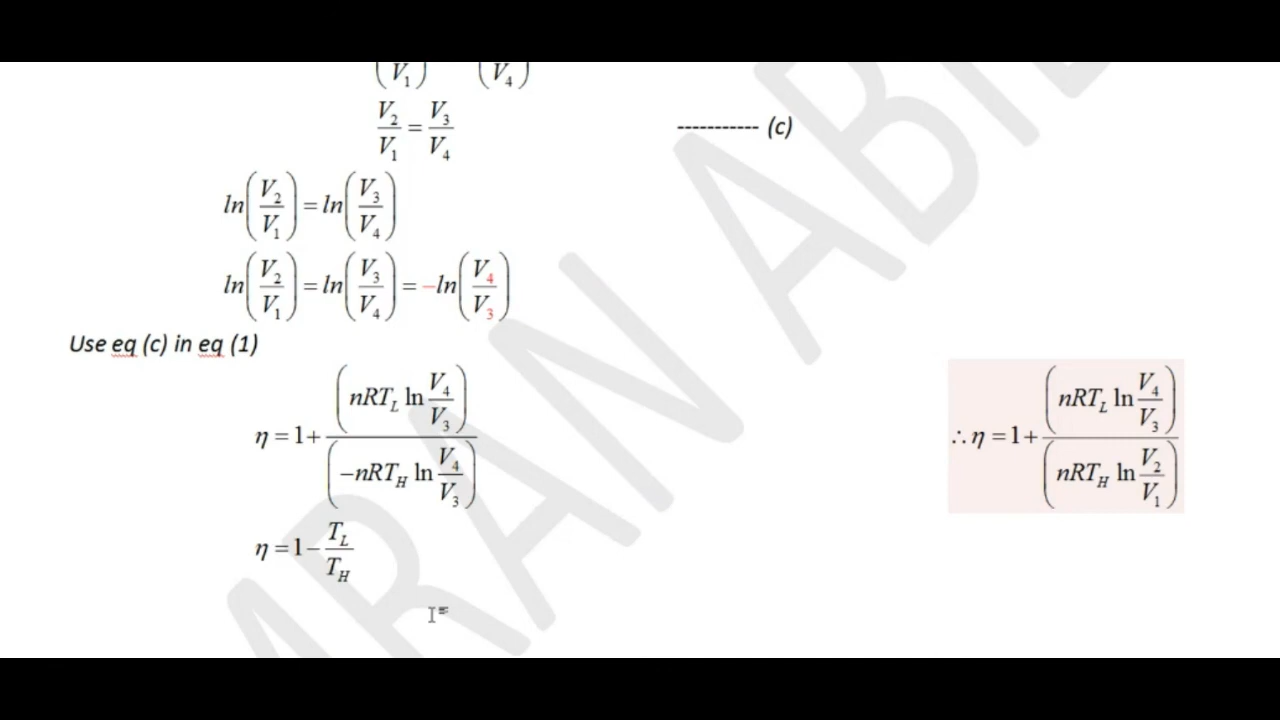 (V₁) (V₄)
V₂/V₁ = V₃/V₄ ----------- (c)
ln(V₂/V₁) = ln(V₃/V₄)
ln(V₂/V₁) = ln(V₃/V₄) = -ln(V₄/V₃)
Use eq (c) in eq (1)
η = 1 + (nRT_L ln V₄/V₃) / (-nRT_H ln V₄/V₃)
∴ η = 1 + (nRT_L ln V₄/V₃) / (nRT_H ln V₂/V₁)
η = 1 - T_L/T_H
MRAN ABID